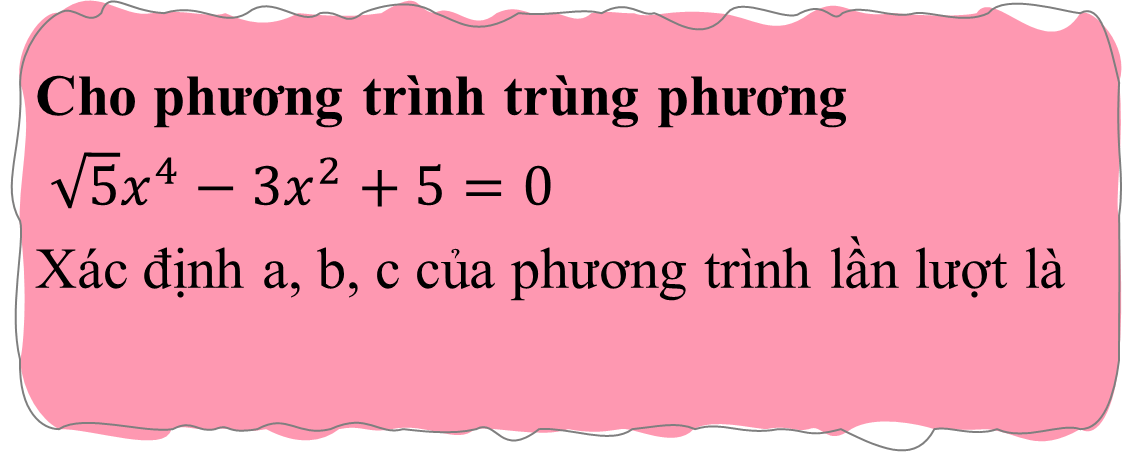 Cho phương trình trùng phương
√5x⁴ − 3x² + 5 = 0
Xác định a, b, c của phương trình lần lượt là